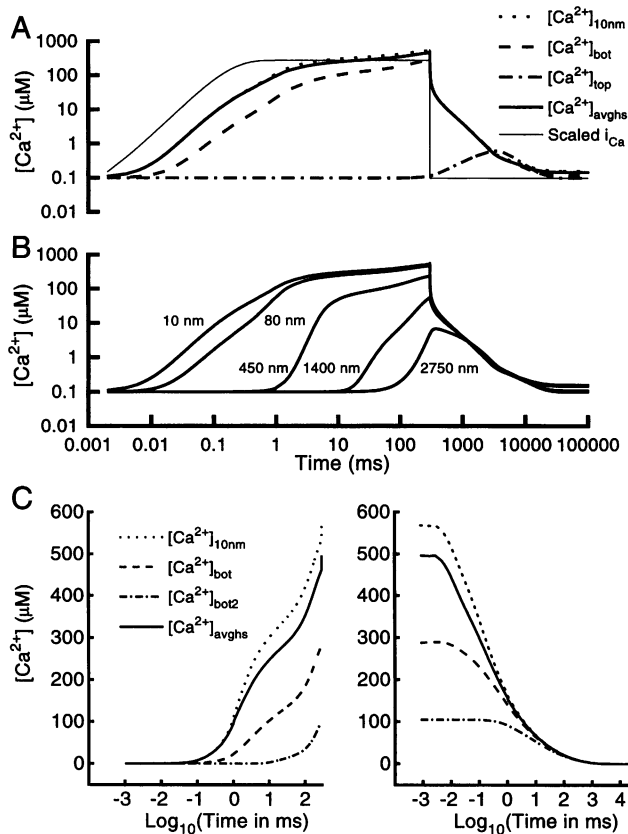 A
[Ca²⁺] (µM)
1000
100
10
1
0.1
0.01
[Ca²⁺]₁₀ₙₘ
[Ca²⁺]bot
[Ca²⁺]top
[Ca²⁺]avghs
Scaled iCa
B
[Ca²⁺] (µM)
1000
100
10
1
0.1
0.01
10 nm
80 nm
450 nm
1400 nm
2750 nm
0.001 0.01 0.1 1 10 100 1000 10000 100000
Time (ms)
C
[Ca²⁺] (µM)
600
500
400
300
200
100
0
[Ca²⁺]₁₀ₙₘ
[Ca²⁺]bot
[Ca²⁺]bot2
[Ca²⁺]avghs
-3 -2 -1 0 1 2
Log₁₀(Time in ms)
600
500
400
300
200
100
0
-3 -2 -1 0 1 2 3 4
Log₁₀(Time in ms)